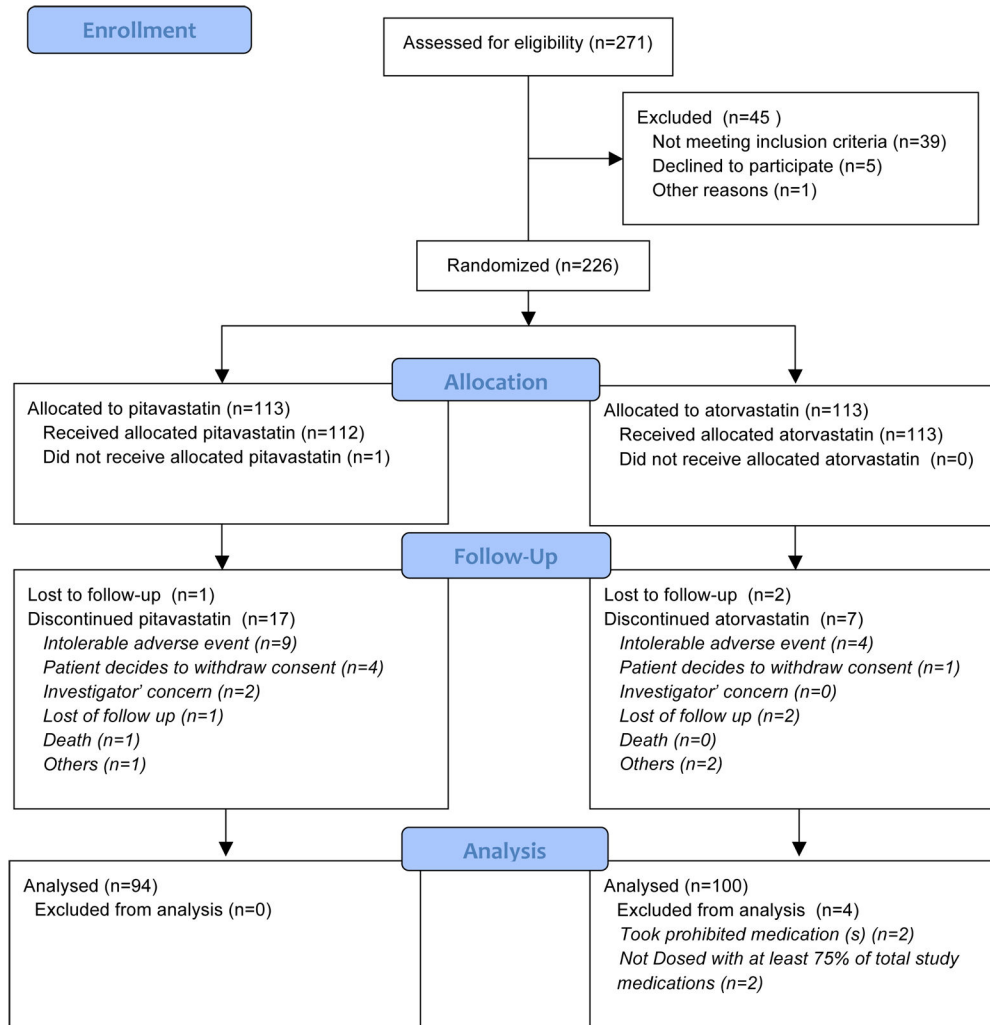 Enrollment
Assessed for eligibility (n=271)
Excluded (n=45 )
Not meeting inclusion criteria (n=39)
Declined to participate (n=5)
Other reasons (n=1)
Randomized (n=226)
Allocation
Allocated to pitavastatin (n=113)
Received allocated pitavastatin (n=112)
Did not receive allocated pitavastatin (n=1)
Allocated to atorvastatin (n=113)
Received allocated atorvastatin (n=113)
Did not receive allocated atorvastatin (n=0)
Follow-Up
Lost to follow-up (n=1)
Discontinued pitavastatin (n=17)
Intolerable adverse event (n=9)
Patient decides to withdraw consent (n=4)
Investigator’ concern (n=2)
Lost of follow up (n=1)
Death (n=1)
Others (n=1)
Lost to follow-up (n=2)
Discontinued atorvastatin (n=7)
Intolerable adverse event (n=4)
Patient decides to withdraw consent (n=1)
Investigator’ concern (n=0)
Lost of follow up (n=2)
Death (n=0)
Others (n=2)
Analysis
Analysed (n=94)
Excluded from analysis (n=0)
Analysed (n=100)
Excluded from analysis (n=4)
Took prohibited medication (s) (n=2)
Not Dosed with at least 75% of total study
medications (n=2)